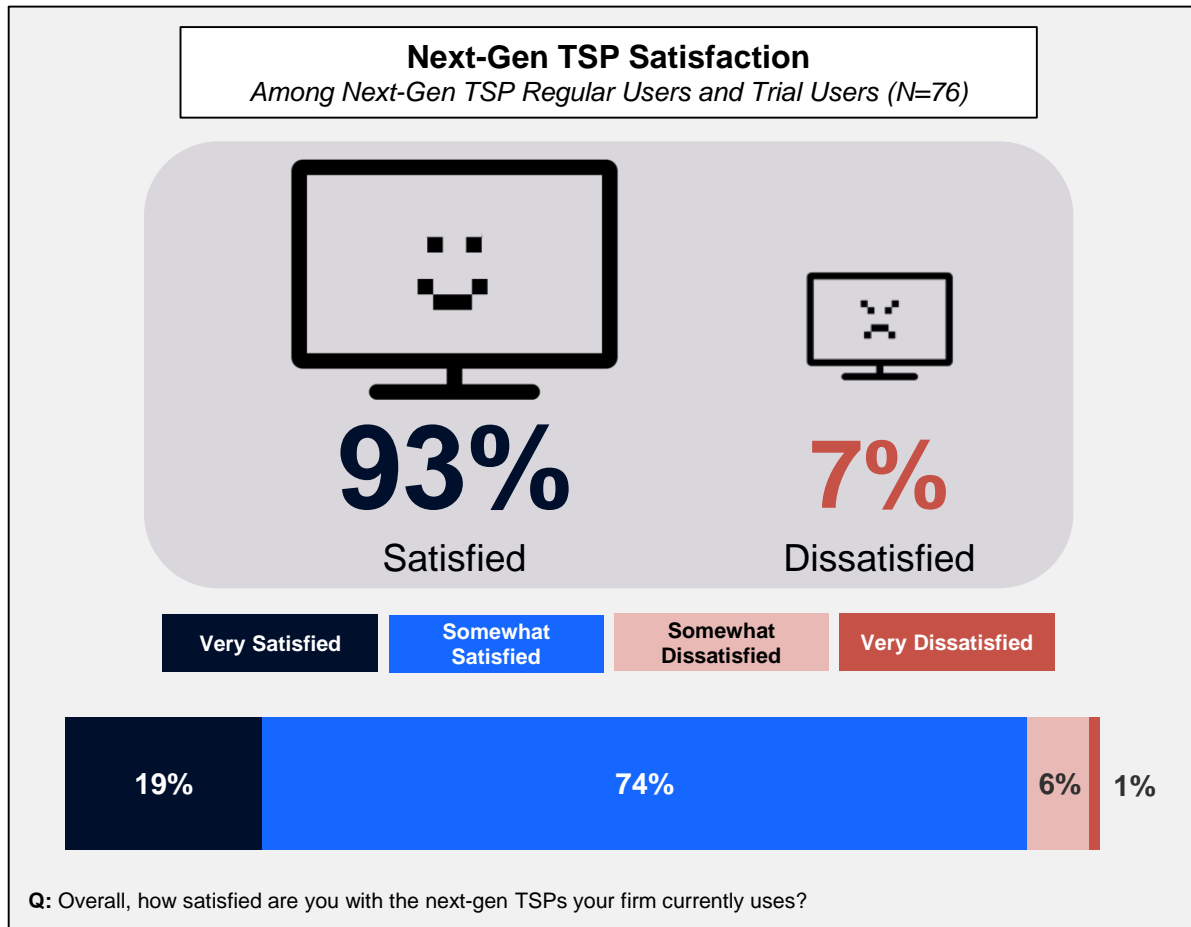 Next-Gen TSP Satisfaction
Among Next-Gen TSP Regular Users and Trial Users (N=76)
93%
Satisfied
7%
Dissatisfied
Very Satisfied
Somewhat
Satisfied
Somewhat
Dissatisfied
Very Dissatisfied
19%
74%
6%
1%
Q: Overall, how satisfied are you with the next-gen TSPs your firm currently uses?